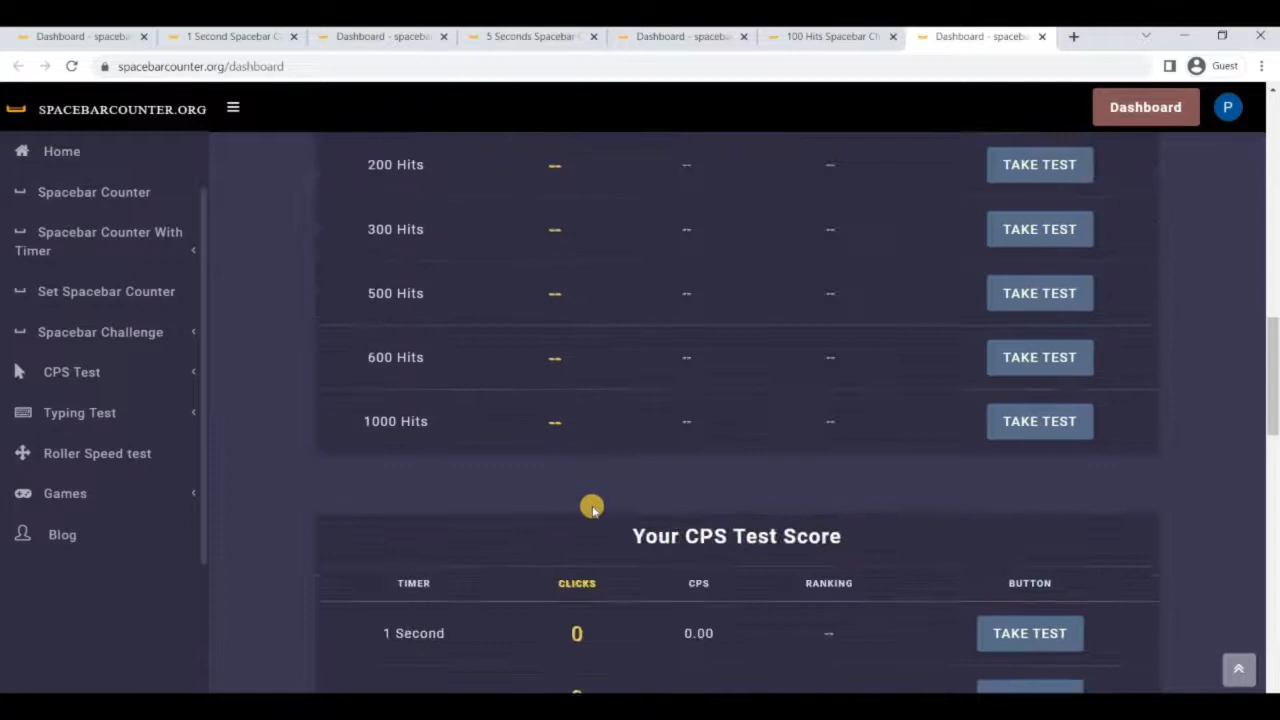 Dashboard - spaceba
1 Second Spacebar C
Dashboard - spaceba
5 Seconds Spacebar
Dashboard - spaceba
100 Hits Spacebar Ch
Dashboard - spaceba
spacebarcounter.org/dashboard
Guest
SPACEBARCOUNTER.ORG
Dashboard
P
Home
Spacebar Counter
Spacebar Counter With
Timer
Set Spacebar Counter
Spacebar Challenge
CPS Test
Typing Test
Roller Speed test
Games
Blog
200 Hits -- -- -- TAKE TEST
300 Hits -- -- -- TAKE TEST
500 Hits -- -- -- TAKE TEST
600 Hits -- -- -- TAKE TEST
1000 Hits -- -- -- TAKE TEST
Your CPS Test Score
TIMER CLICKS CPS RANKING BUTTON
1 Second 0 0.00 -- TAKE TEST